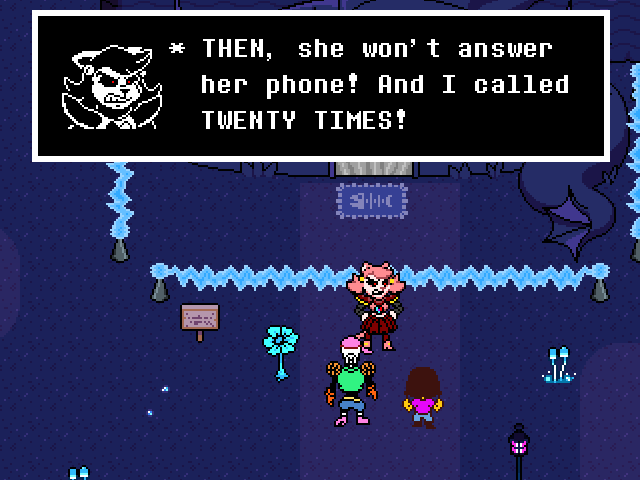 * THEN, she won't answer
her phone! And I called
TWENTY TIMES!